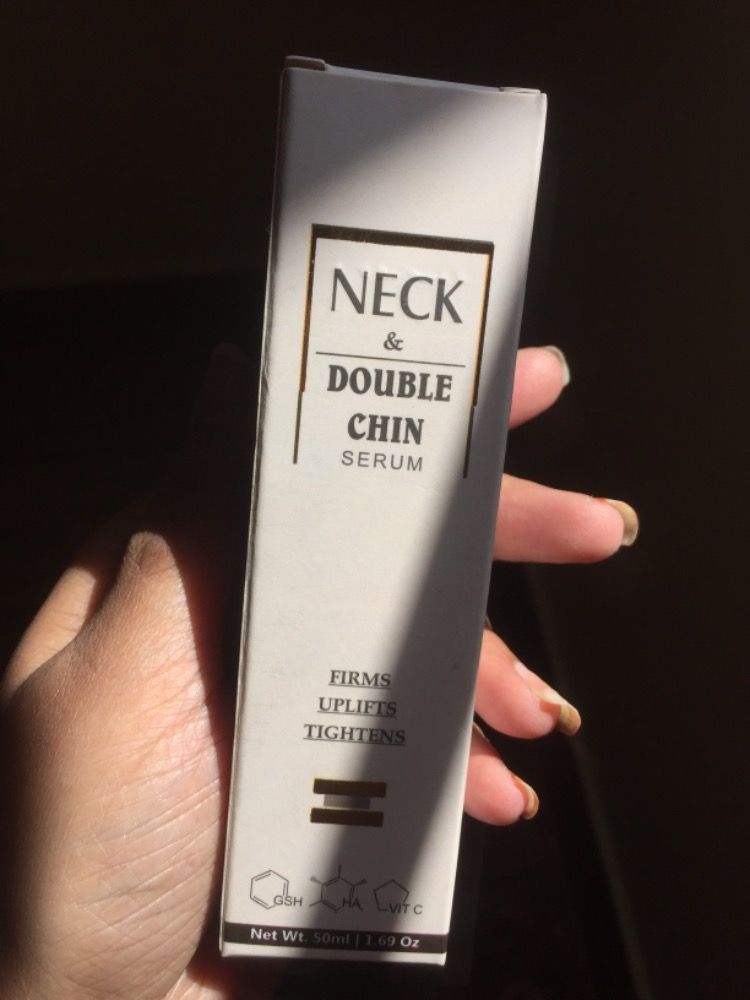 NECK
&
DOUBLE
CHIN
SERUM
FIRMS
UPLIFTS
TIGHTENS
GSH HA VIT C
Net Wt. 50ml | 1.69 Oz